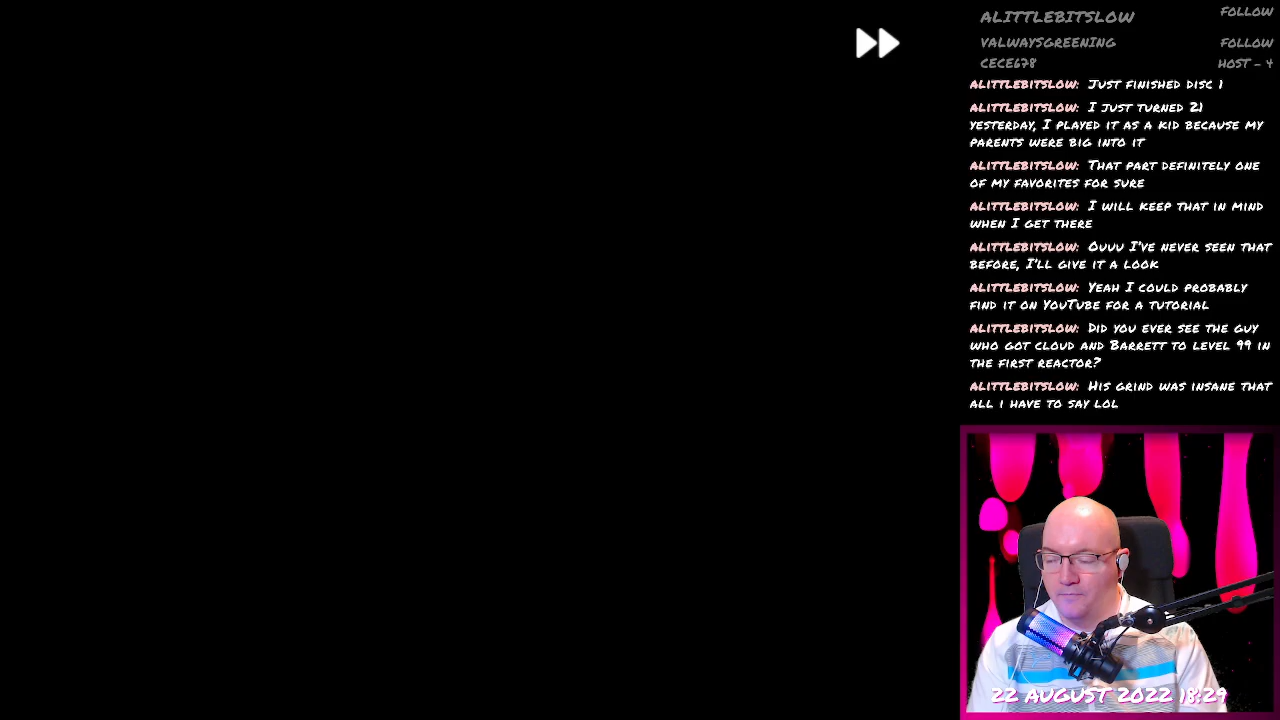 ALITTLEBITSLOW FOLLOW
VALWAYSGREENING FOLLOW
CECE678 HOST - 4
ALITTLEBITSLOW: JUST FINISHED DISC 1
ALITTLEBITSLOW: I JUST TURNED 21
YESTERDAY, I PLAYED IT AS A KID BECAUSE MY
PARENTS WERE BIG INTO IT
ALITTLEBITSLOW: THAT PART DEFINITELY ONE
OF MY FAVORITES FOR SURE
ALITTLEBITSLOW: I WILL KEEP THAT IN MIND
WHEN I GET THERE
ALITTLEBITSLOW: OUUU I'VE NEVER SEEN THAT
BEFORE, I'LL GIVE IT A LOOK
ALITTLEBITSLOW: YEAH I COULD PROBABLY
FIND IT ON YOUTUBE FOR A TUTORIAL
ALITTLEBITSLOW: DID YOU EVER SEE THE GUY
WHO GOT CLOUD AND BARRETT TO LEVEL 99 IN
THE FIRST REACTOR?
ALITTLEBITSLOW: HIS GRIND WAS INSANE THAT
ALL I HAVE TO SAY LOL
22 AUGUST 2022 18:29